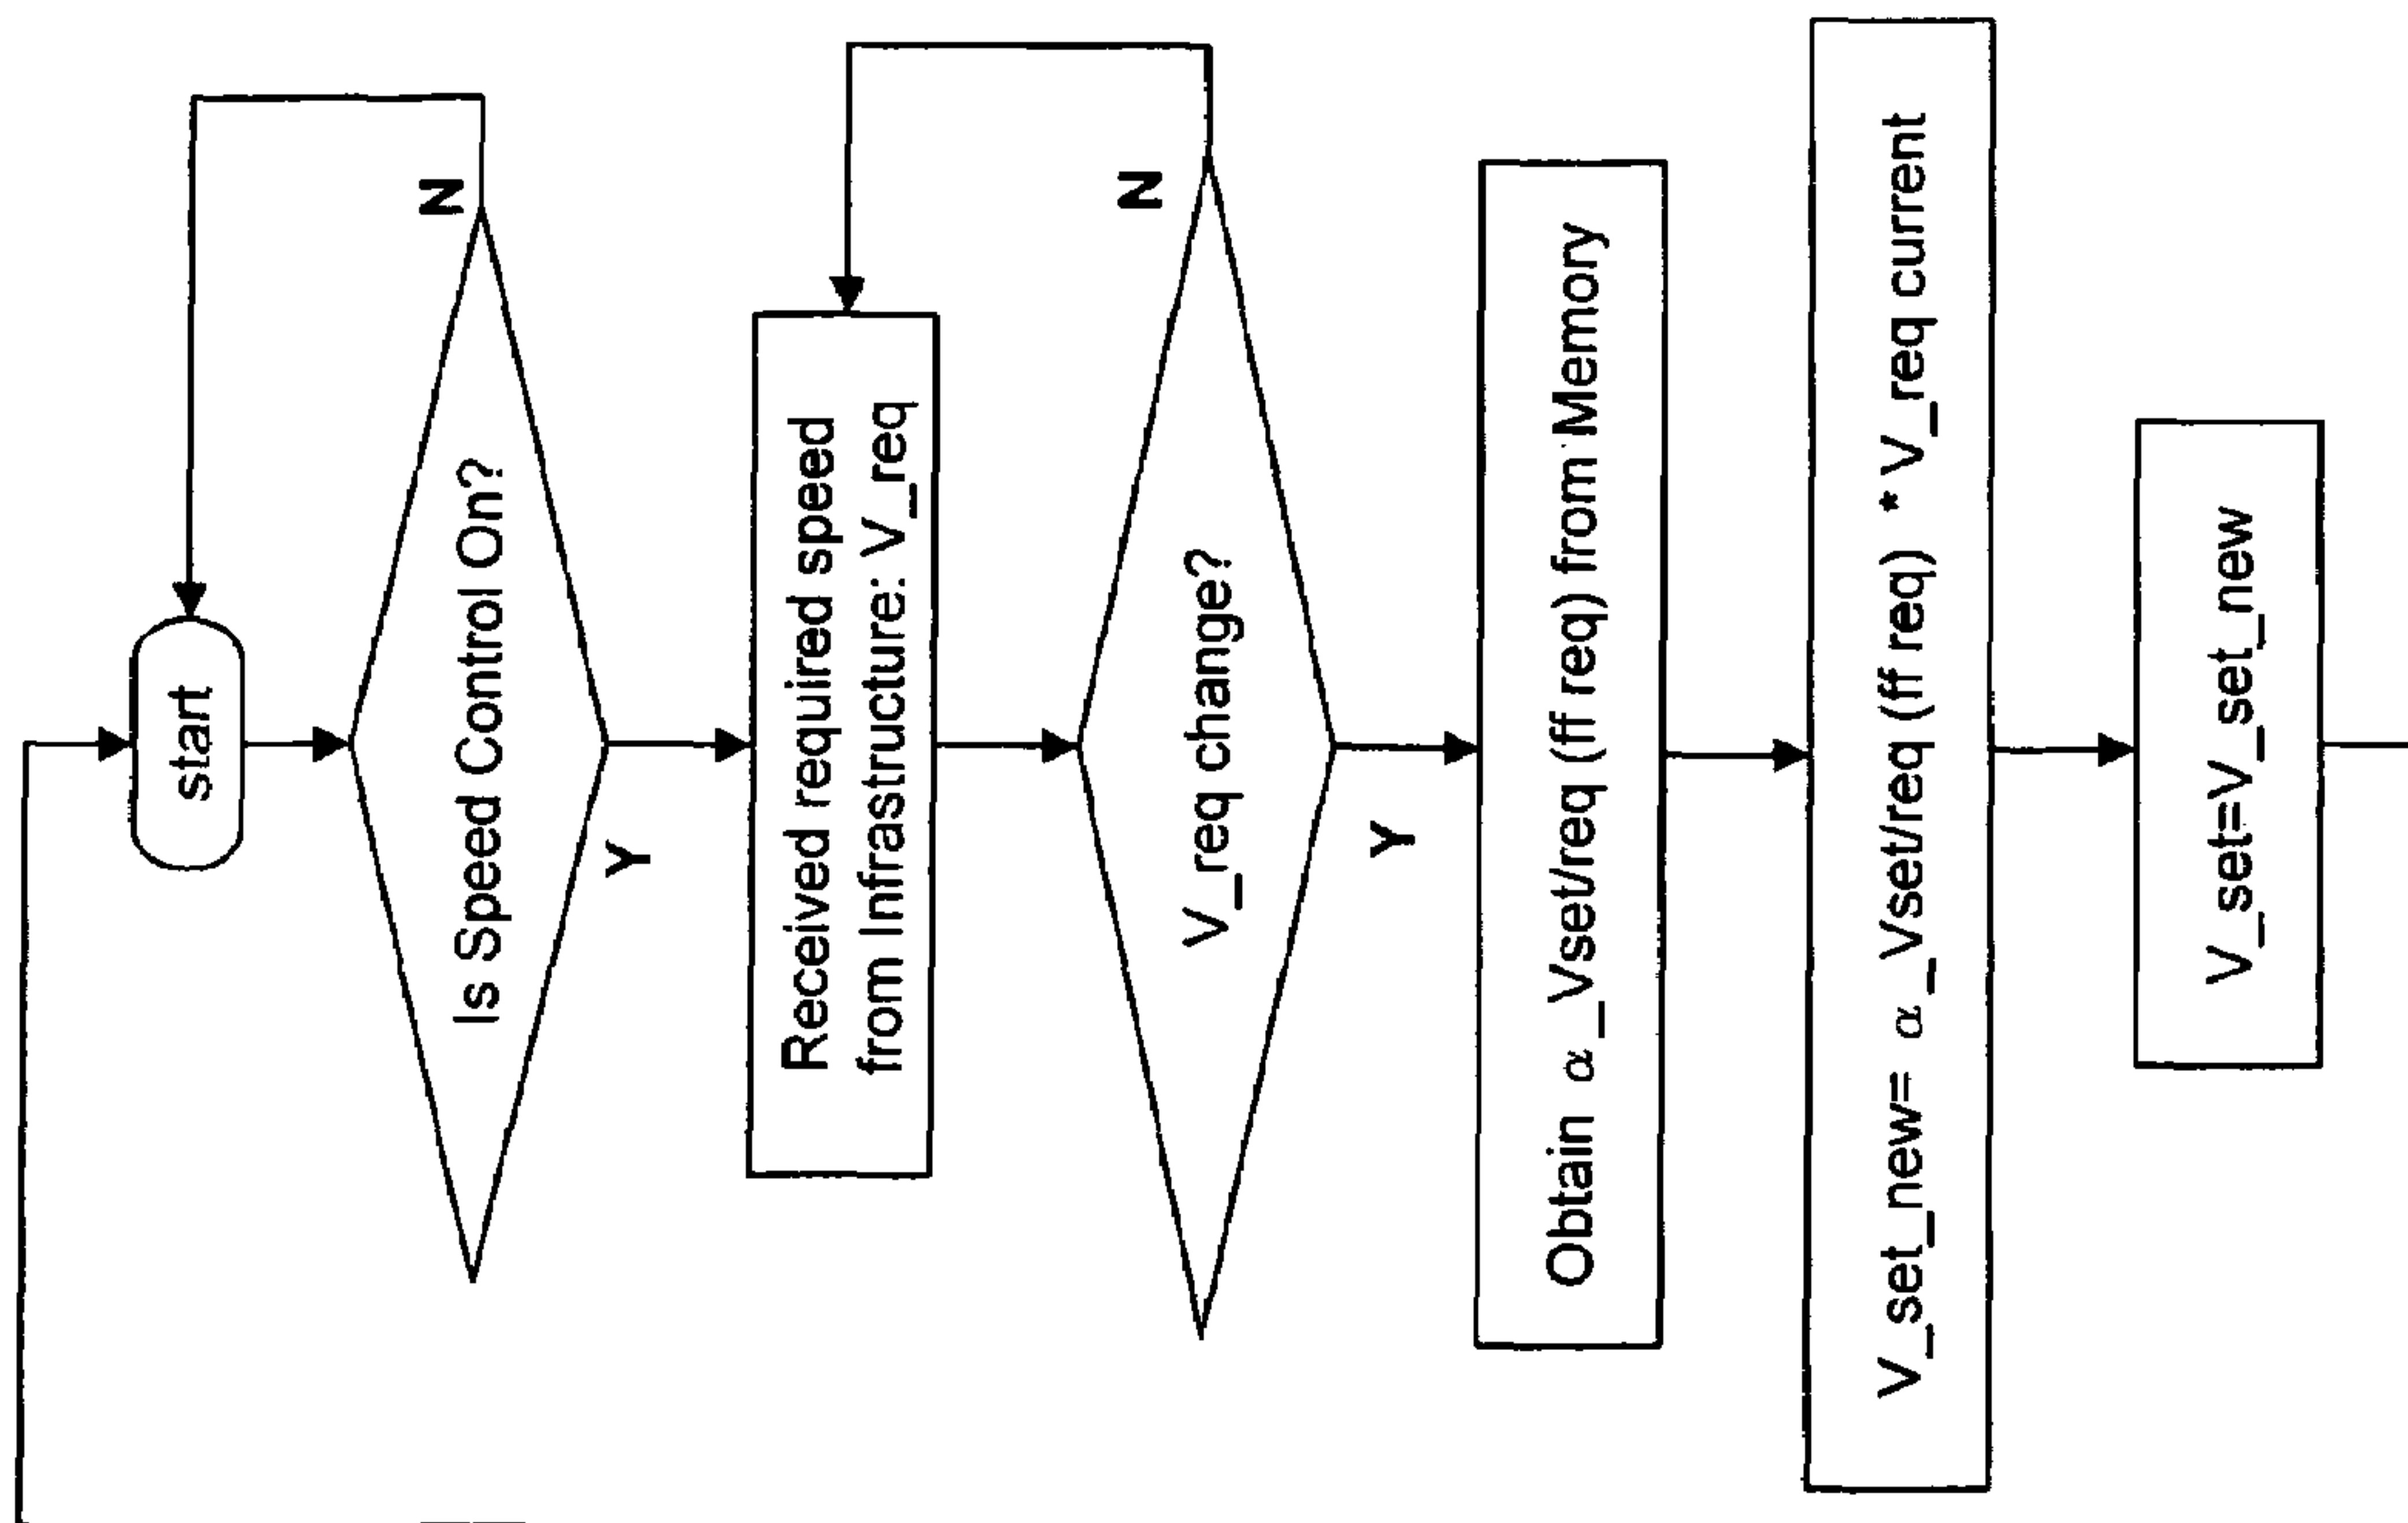 start
Is Speed Control On?
N
Y
Received required speed
from Infrastructure: V_req
V_req change?
N
Y
Obtain α_Vset/req (ff req) from Memory
V_set_new= α_Vset/req (ff req) * V_req current
V_set=V_set_new